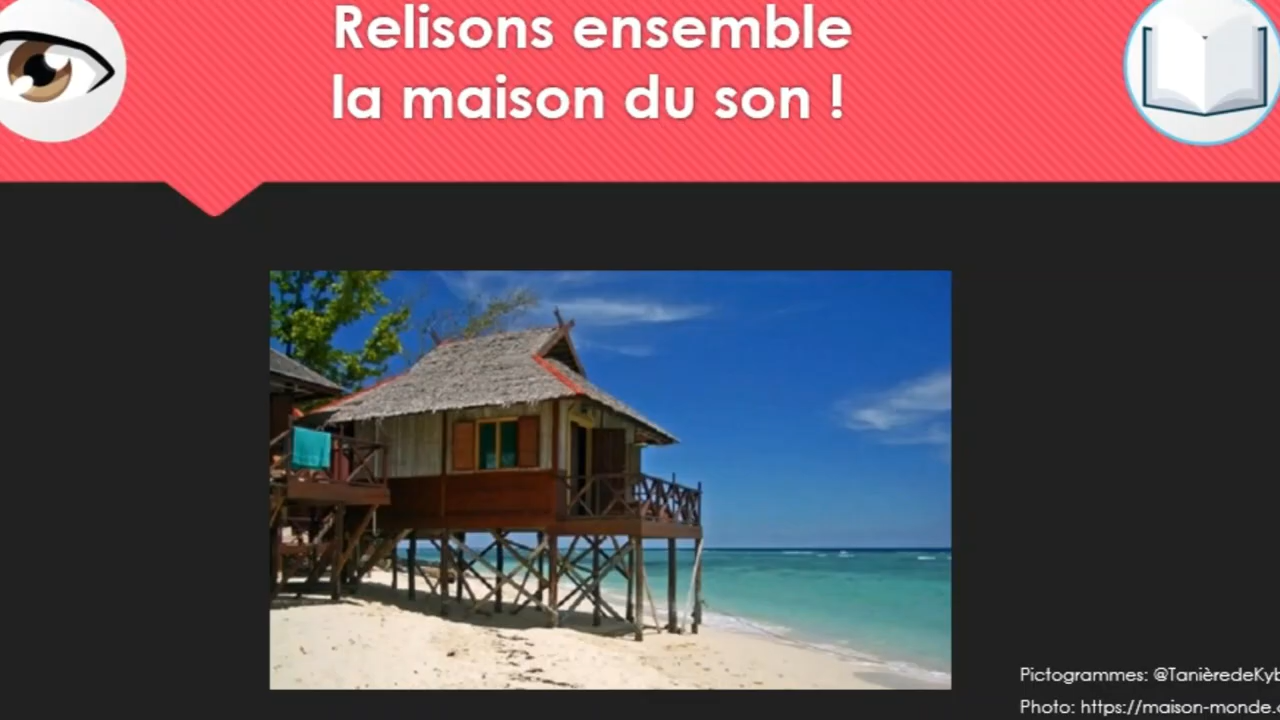 Relisons ensemble
la maison du son !
Pictogrammes: @TanièredeKyb
Photo: https://maison-monde.